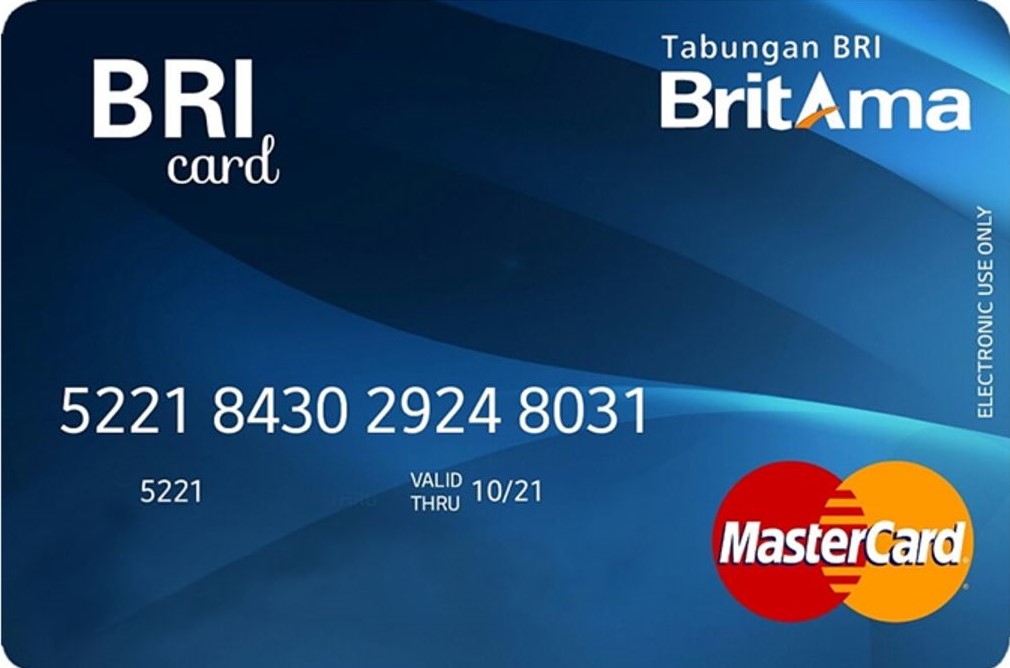 BRI
card
Tabungan BRI
BritAma
ELECTRONIC USE ONLY
5221 8430 2924 8031
5221
VALID
THRU 10/21
MasterCard